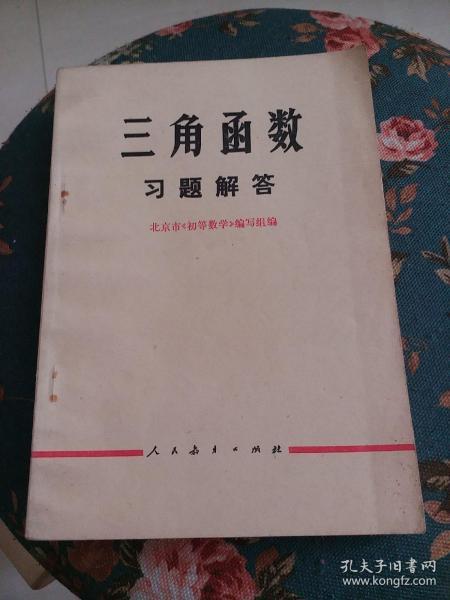 三角函数
习题解答
北京市《初等数学》编写组编
人民教育出版社
孔夫子旧书网
www.kongfz.com